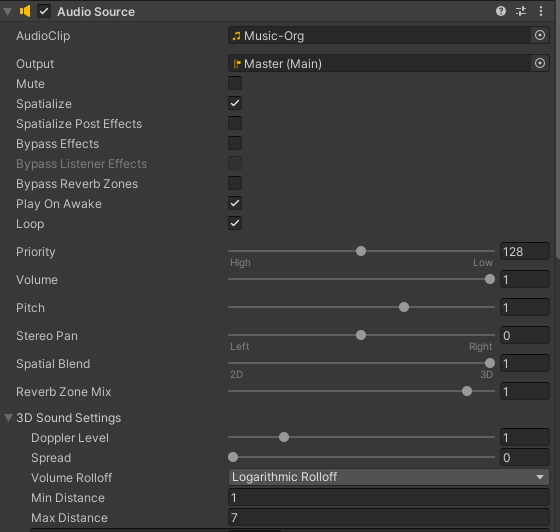 Audio Source
AudioClip Music-Org
Output Master (Main)
Mute
Spatialize
Spatialize Post Effects
Bypass Effects
Bypass Listener Effects
Bypass Reverb Zones
Play On Awake
Loop
Priority 128
High Low
Volume 1
Pitch 1
Stereo Pan 0
Left Right
Spatial Blend 1
2D 3D
Reverb Zone Mix 1
3D Sound Settings
Doppler Level 1
Spread 0
Volume Rolloff Logarithmic Rolloff
Min Distance 1
Max Distance 7